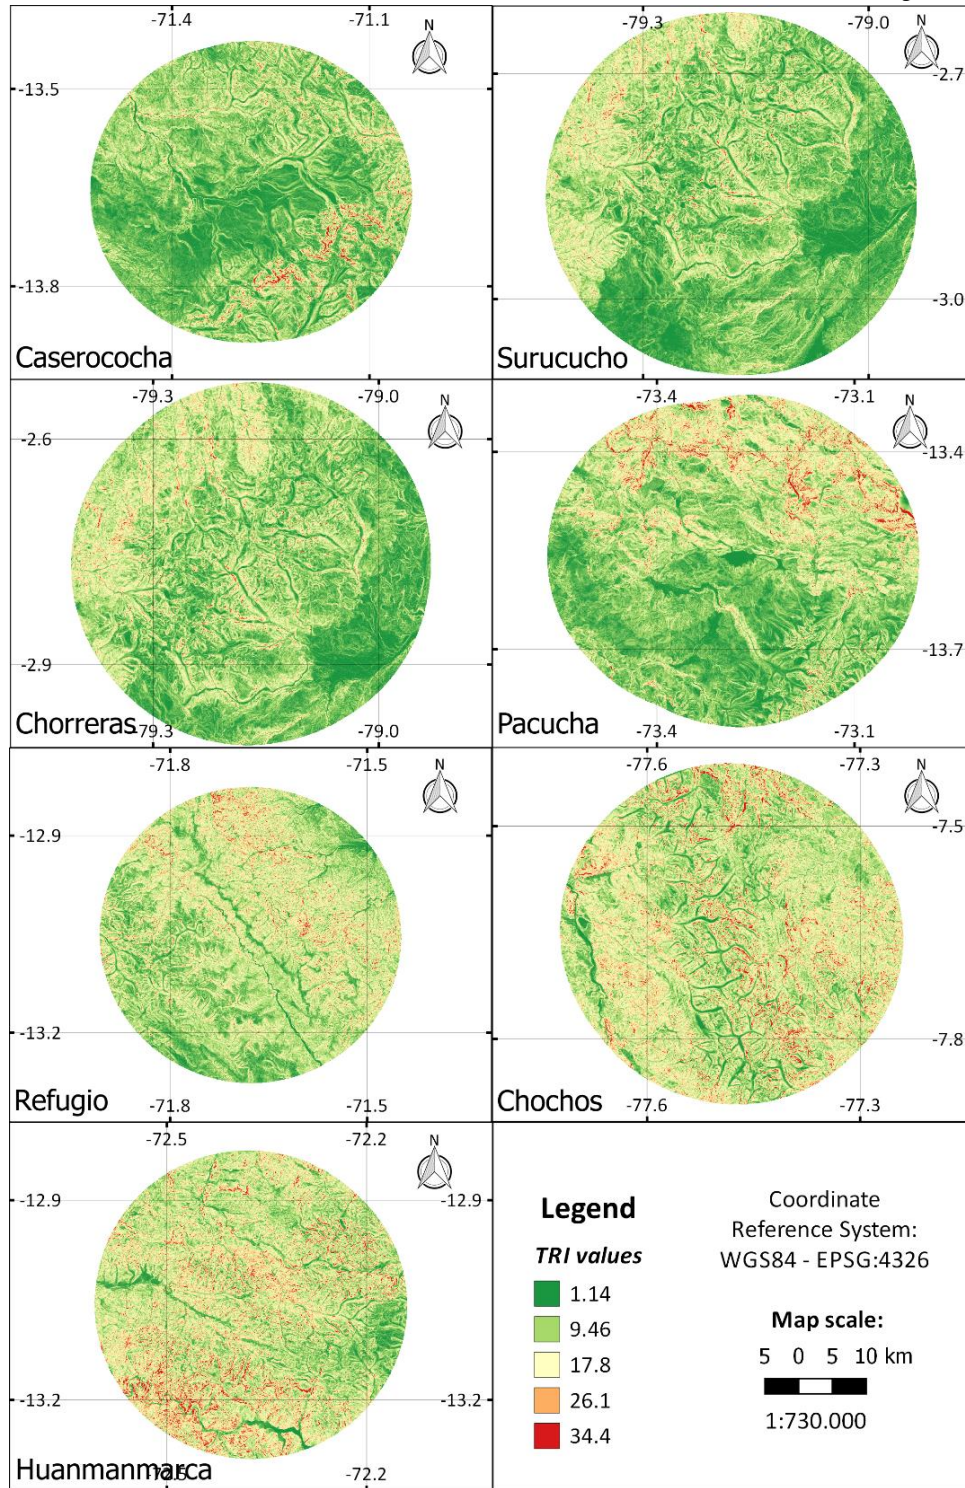 -71.4 -71.1
N
-13.5
-13.8
Caserococha
-79.3 -79.0
N
-2.7
-3.0
Surucucho
-79.3 -79.0
N
-2.6
-2.9
Chorreras
-79.3 -79.0
-73.4 -73.1
N
-13.4
-13.7
Pacucha
-73.4 -73.1
-71.8 -71.5
N
-12.9
-13.2
Refugio
-71.8 -71.5
-77.6 -77.3
N
-7.5
-7.8
Chochos
-77.6 -77.3
-72.5 -72.2
N
-12.9 -12.9
-13.2 -13.2
Huanmanmarca
-72.5 -72.2
Legend
TRI values
1.14
9.46
17.8
26.1
34.4
Coordinate
Reference System:
WGS84 - EPSG:4326
Map scale:
5 0 5 10 km
1:730.000